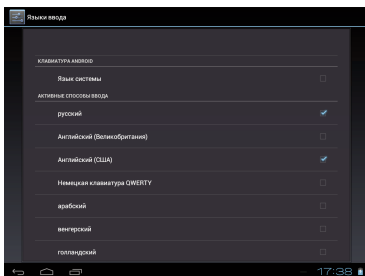 Языки ввода
КЛАВИАТУРА ANDROID
Язык системы
АКТИВНЫЕ СПОСОБЫ ВВОДА
русский
Английский (Великобритания)
Английский (США)
Немецкая клавиатура QWERTY
арабский
венгерский
голландский
17:38